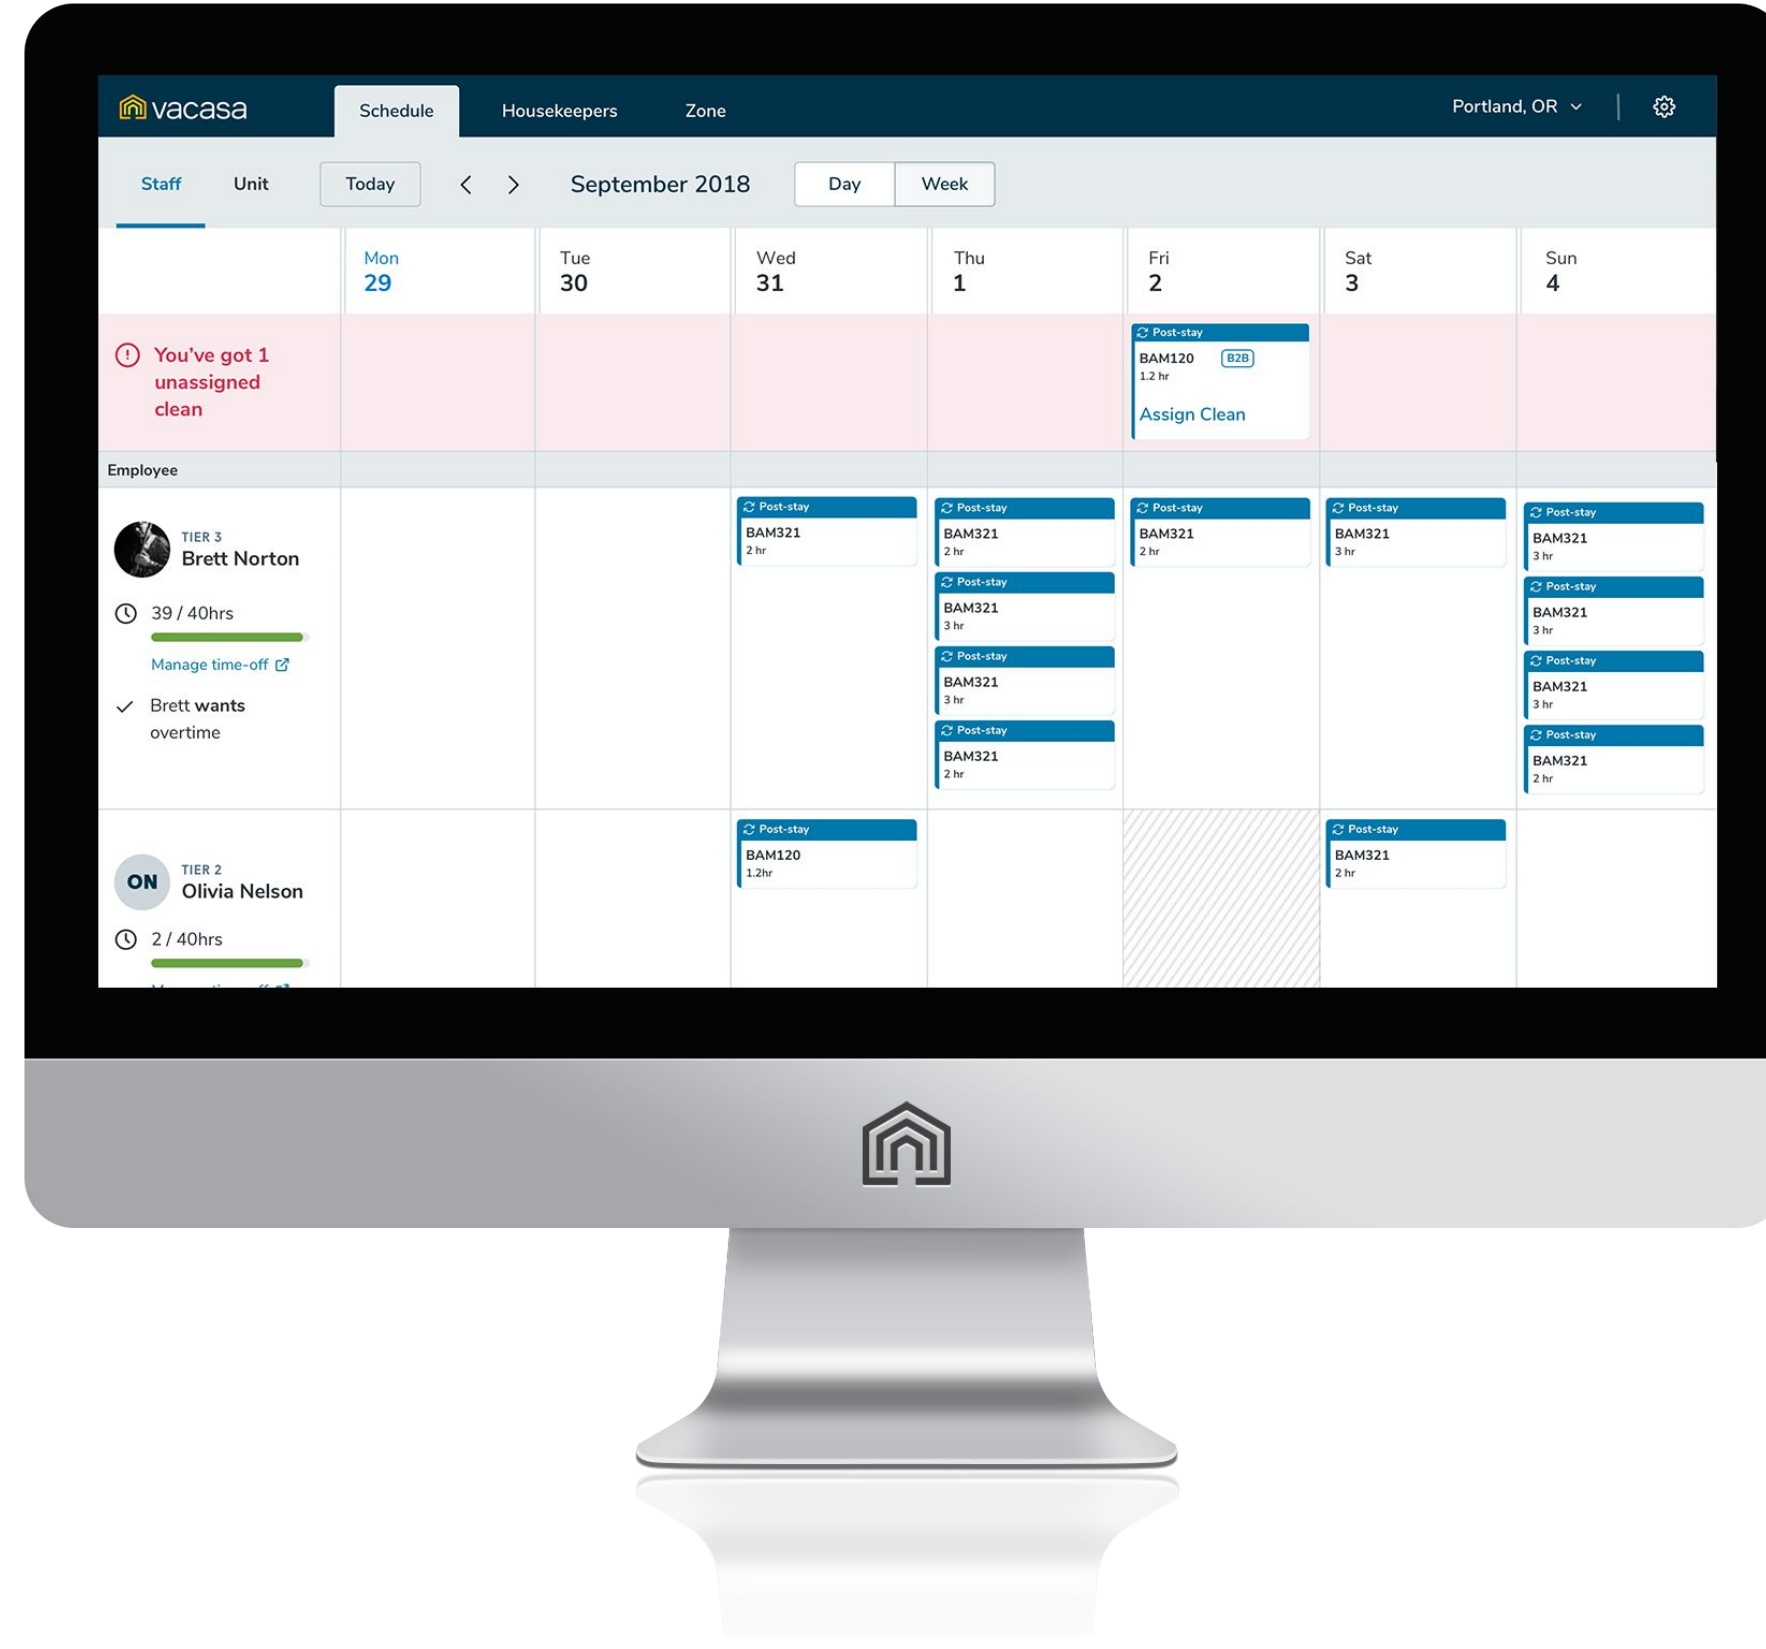 vacasa
Schedule
Housekeepers
Zone
Portland, OR
Staff
Unit
Today
September 2018
Day
Week
Mon
29
Tue
30
Wed
31
Thu
1
Fri
2
Sat
3
Sun
4
You've got 1
unassigned
clean
Post-stay
BAM120 B2B
1.2 hr
Assign Clean
Employee
TIER 3
Brett Norton
39 / 40hrs
Manage time-off
Brett wants
overtime
Post-stay
BAM321
2 hr
Post-stay
BAM321
2 hr
Post-stay
BAM321
3 hr
Post-stay
BAM321
3 hr
Post-stay
BAM321
2 hr
Post-stay
BAM321
2 hr
Post-stay
BAM321
3 hr
Post-stay
BAM321
3 hr
Post-stay
BAM321
3 hr
Post-stay
BAM321
3 hr
Post-stay
BAM321
2 hr
ON
TIER 2
Olivia Nelson
2 / 40hrs
Post-stay
BAM120
1.2hr
Post-stay
BAM321
2 hr